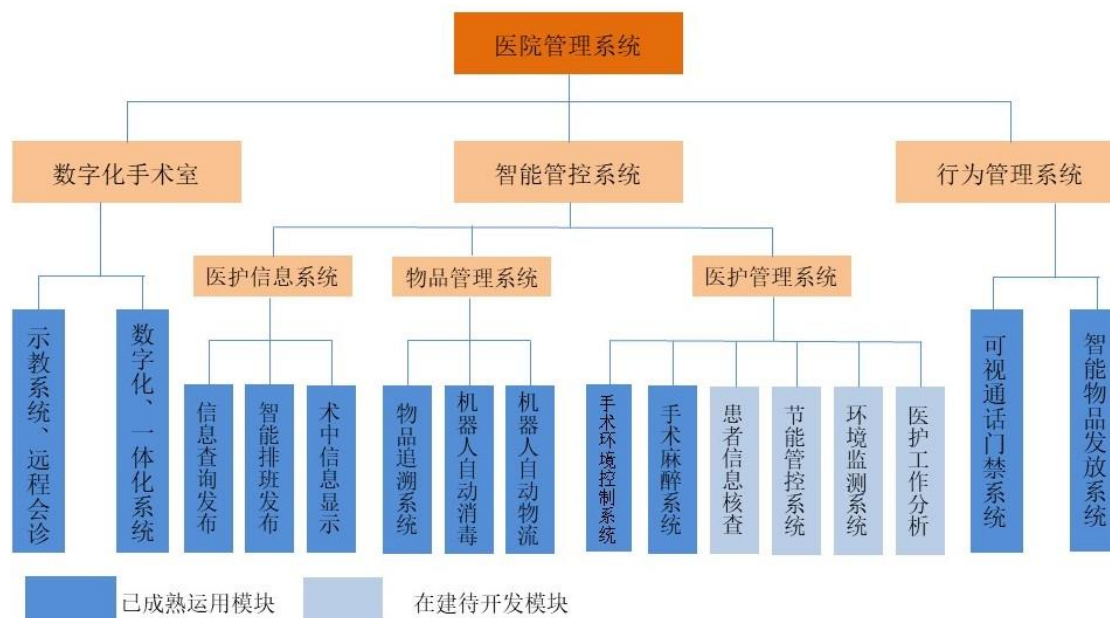 医院管理系统
数字化手术室
智能管控系统
行为管理系统
医护信息系统
物品管理系统
医护管理系统
示教系统、远程会诊
数字化、一体化系统
信息查询发布
智能排班发布
术中信息显示
物品追溯系统
机器人自动消毒
机器人自动物流
手术环境控制系统
手术麻醉系统
患者信息核查
节能管控系统
环境监测系统
医护工作分析
可视通话门禁系统
智能物品发放系统
已成熟运用模块
在建待开发模块